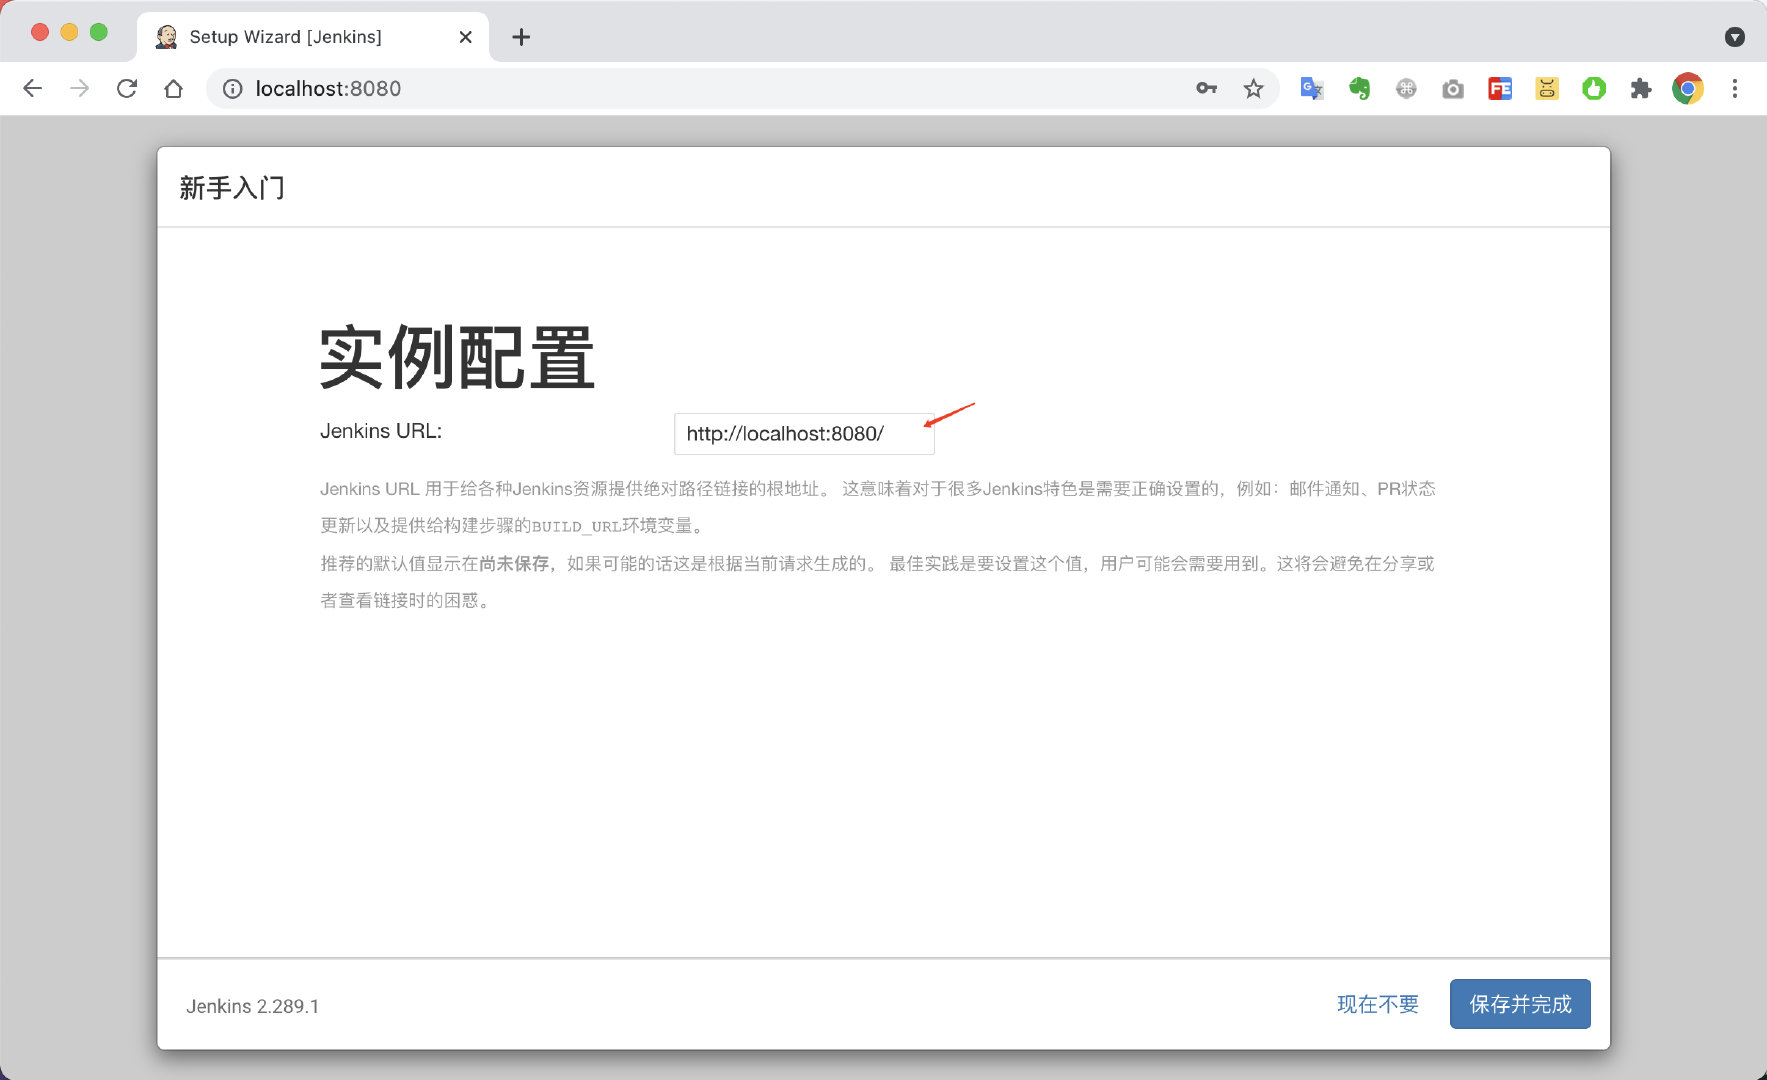 Setup Wizard [Jenkins]
localhost:8080
FE
新手入门
实例配置
Jenkins URL:
http://localhost:8080/
Jenkins URL 用于给各种Jenkins资源提供绝对路径链接的根地址。 这意味着对于很多Jenkins特色是需要正确设置的，例如：邮件通知、PR状态
更新以及提供给构建步骤的BUILD_URL环境变量。
推荐的默认值显示在尚未保存，如果可能的话这是根据当前请求生成的。 最佳实践是要设置这个值，用户可能会需要用到。这将会避免在分享或
者查看链接时的困惑。
Jenkins 2.289.1
现在不要
保存并完成